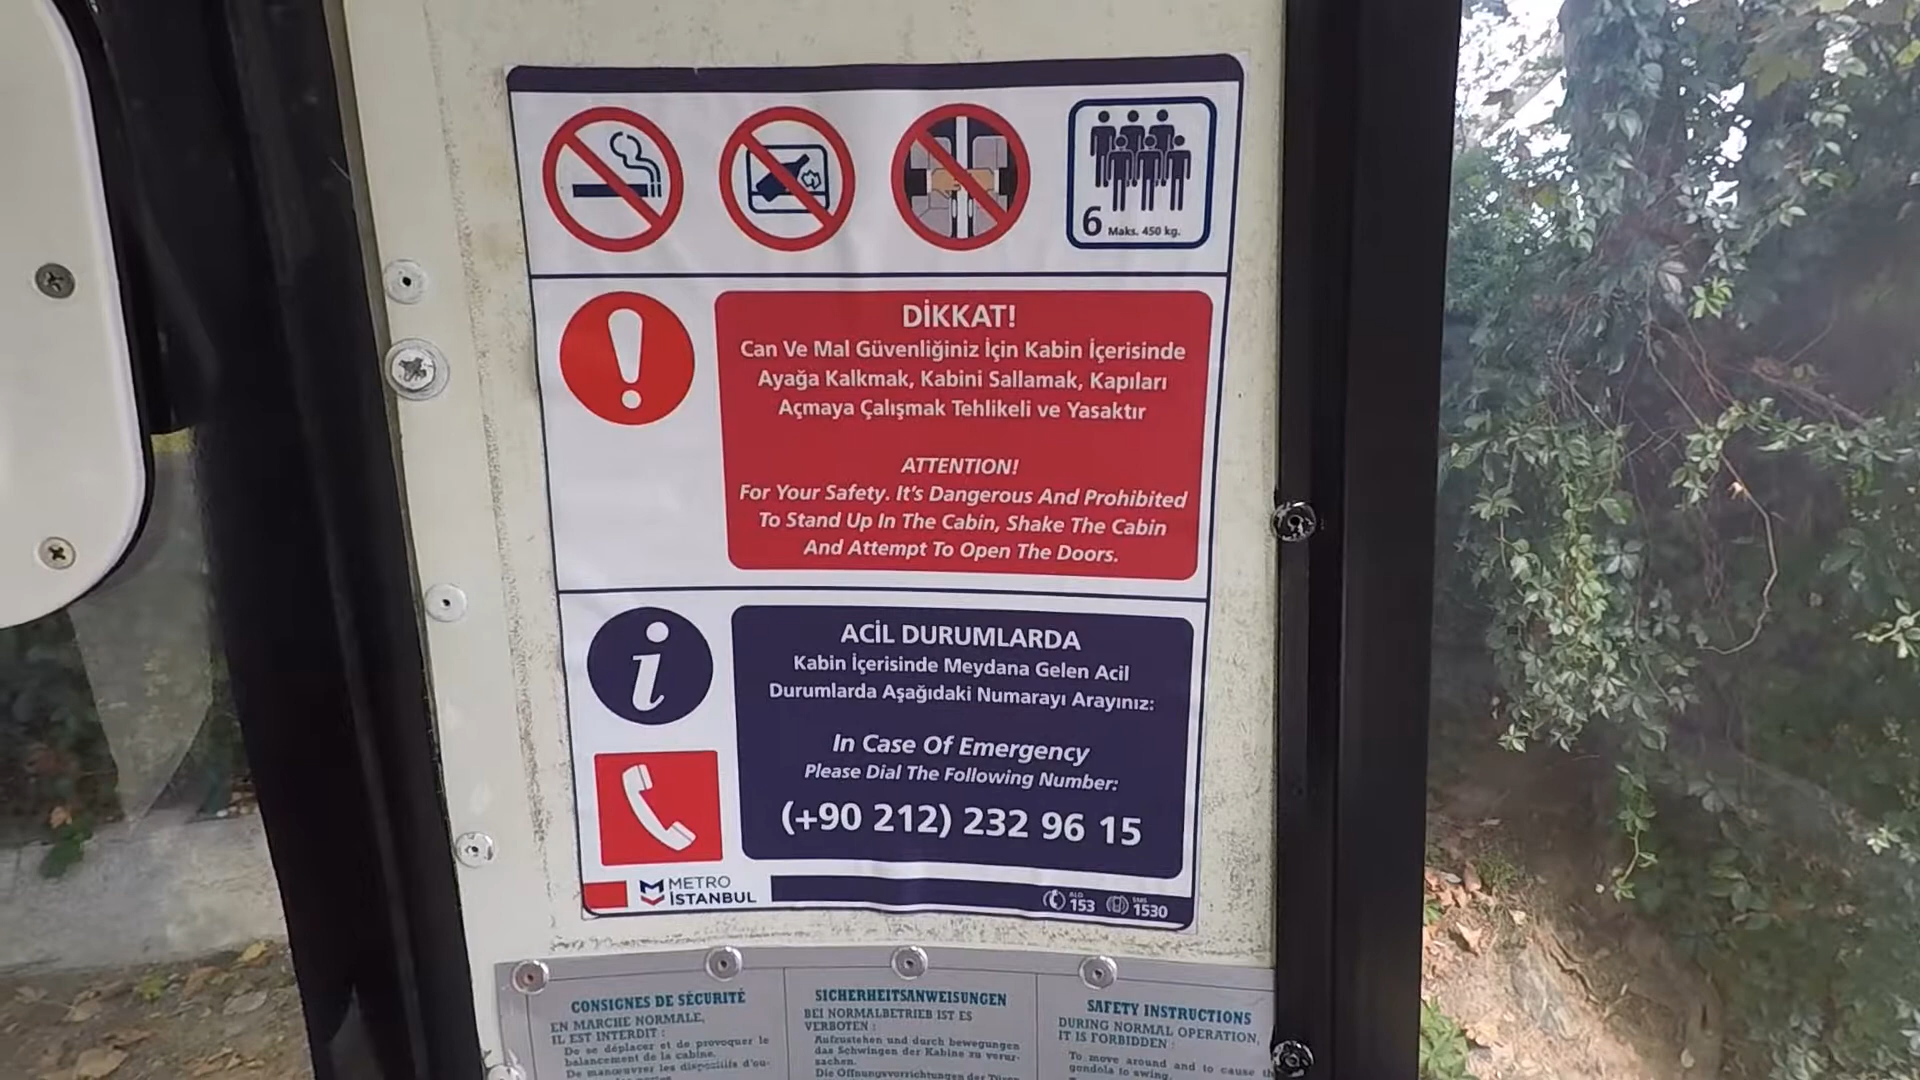 6 Maks. 450 kg.
DİKKAT!
Can Ve Mal Güvenliğiniz İçin Kabin İçerisinde
Ayağa Kalkmak, Kabini Sallamak, Kapıları
Açmaya Çalışmak Tehlikeli ve Yasaktır
ATTENTION!
For Your Safety. It's Dangerous And Prohibited
To Stand Up In The Cabin, Shake The Cabin
And Attempt To Open The Doors.
ACİL DURUMLARDA
Kabin İçerisinde Meydana Gelen Acil
Durumlarda Aşağıdaki Numarayı Arayınız:
In Case Of Emergency
Please Dial The Following Number:
(+90 212) 232 96 15
METRO
İSTANBUL
ALO
153
SMS
1530
CONSIGNES DE SÉCURITÉ
EN MARCHE NORMALE,
IL EST INTERDIT :
De se déplacer et de provoquer le
balancement de la cabine.
De manœuvrer les dispositifs d'ou-
SICHERHEITSANWEISUNGEN
BEI NORMALBETRIEB IST ES
VERBOTEN :
Aufzustehen und durch bewegungen
das Schwingen der Kabine zu verur-
sachen.
Die Öffnungsvorrichtungen der
SAFETY INSTRUCTIONS
DURING NORMAL OPERATION,
IT IS FORBIDDEN :
To move around and to cause
gondola to swing.